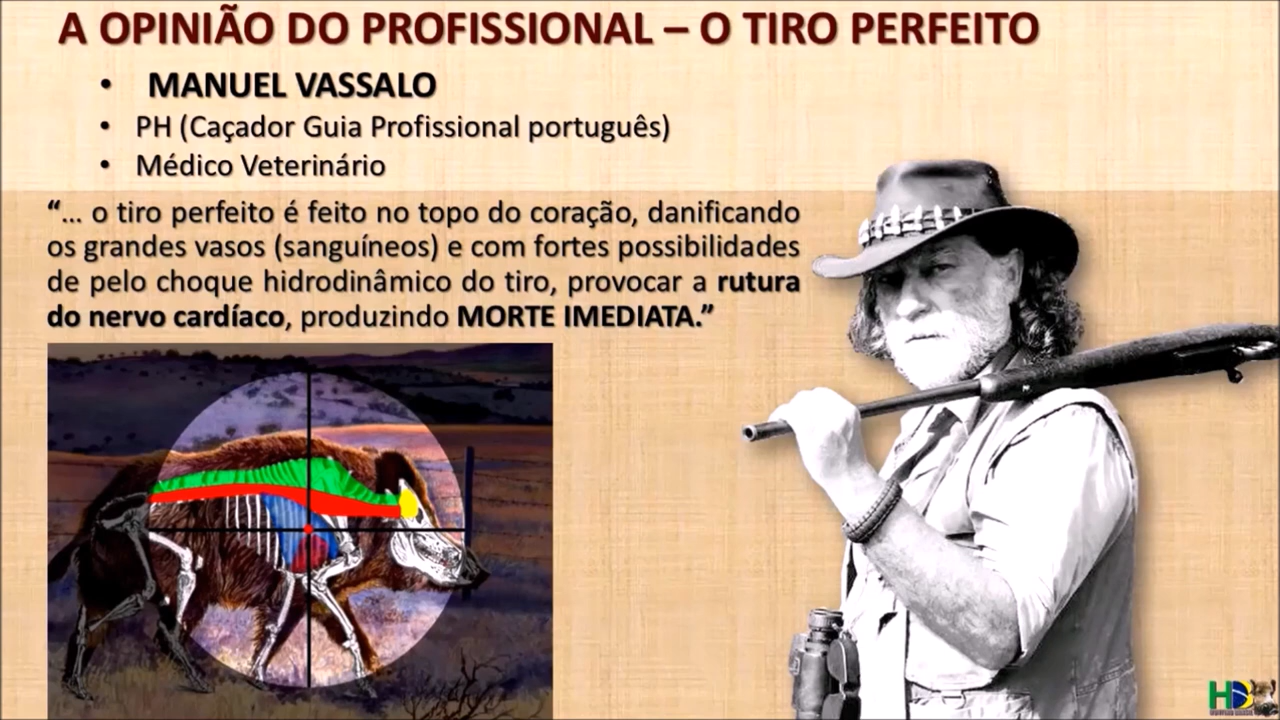 A OPINIÃO DO PROFISSIONAL – O TIRO PERFEITO
• MANUEL VASSALO
• PH (Caçador Guia Profissional português)
• Médico Veterinário
“... o tiro perfeito é feito no topo do coração, danificando
os grandes vasos (sanguíneos) e com fortes possibilidades
de pelo choque hidrodinâmico do tiro, provocar a rutura
do nervo cardíaco, produzindo MORTE IMEDIATA.”